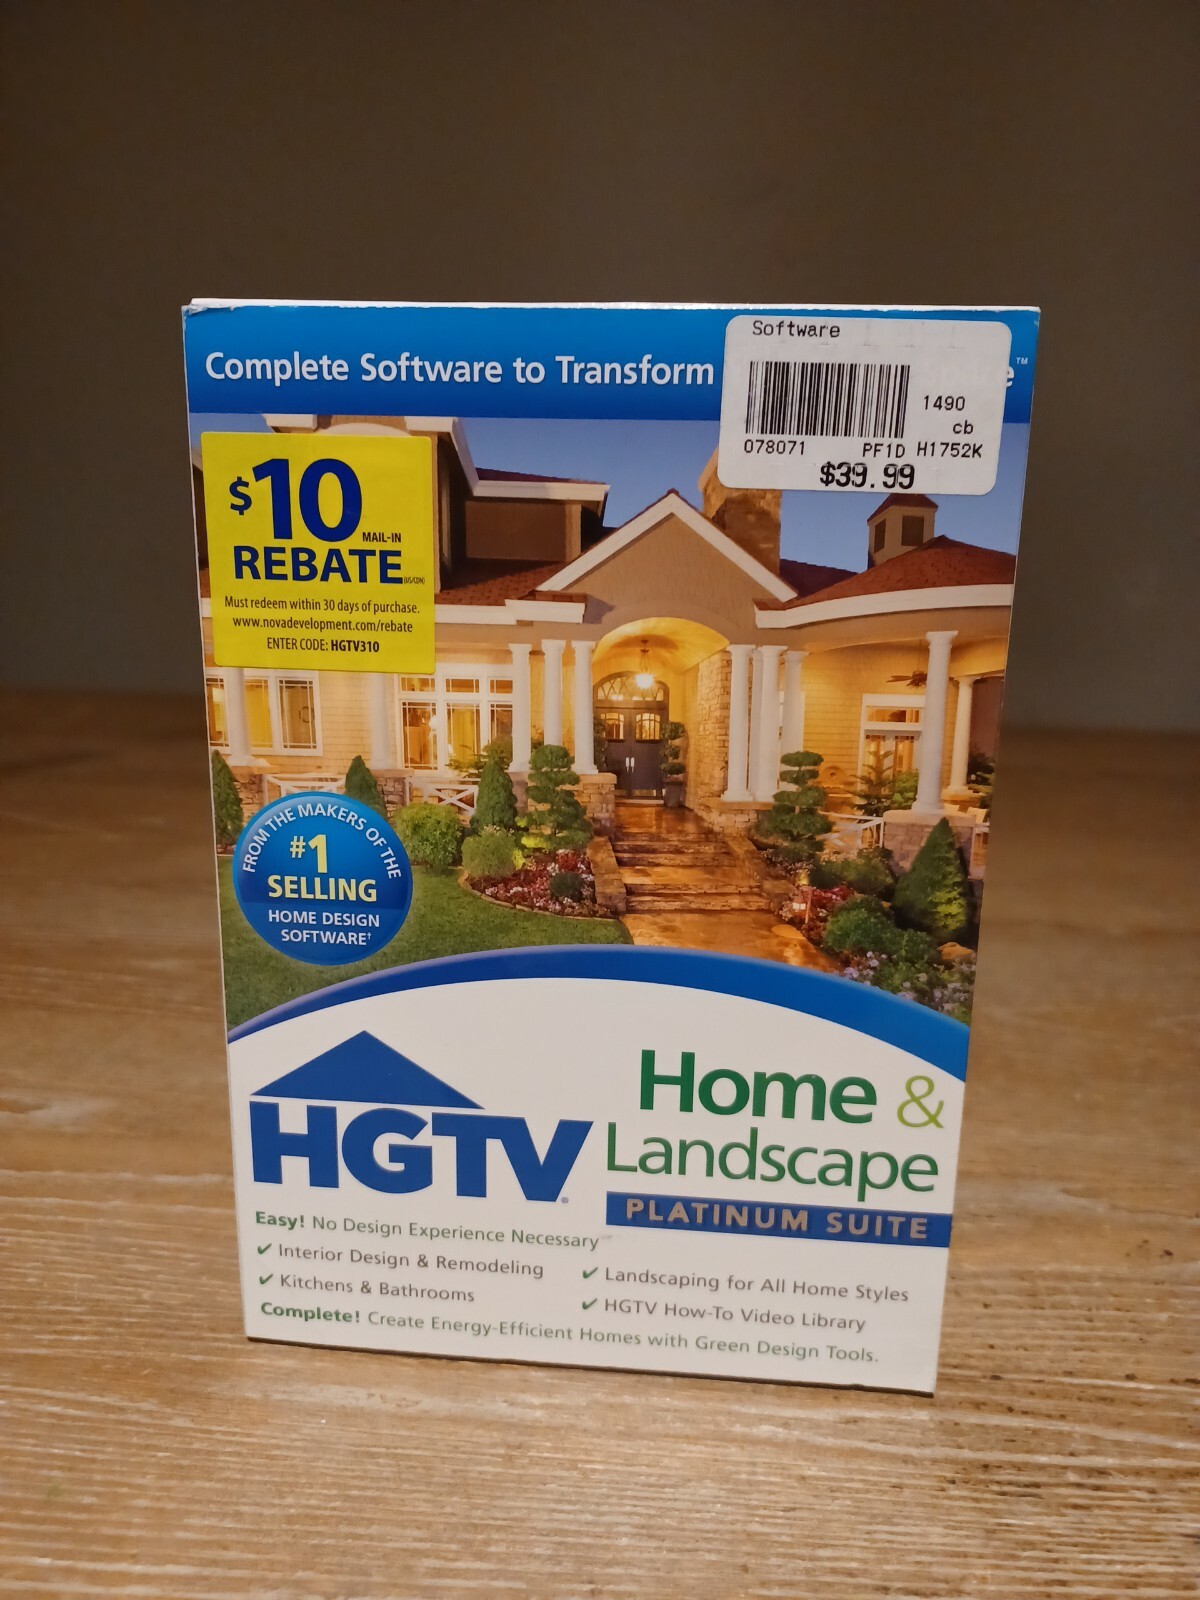 Complete Software to Transform
™
Software
1490
cb
078071 PF1D H1752K
$39.99
$10
MAIL-IN
REBATE (US/CDN)
Must redeem within 30 days of purchase.
www.novadevelopment.com/rebate
ENTER CODE: HGTV310
FROM THE MAKERS OF THE
#1
SELLING
HOME DESIGN
SOFTWARE†
HGTV®
Home &
Landscape
PLATINUM SUITE
Easy! No Design Experience Necessary
✔ Interior Design & Remodeling
✔ Kitchens & Bathrooms
✔ Landscaping for All Home Styles
✔ HGTV How-To Video Library
Complete! Create Energy-Efficient Homes with Green Design Tools.